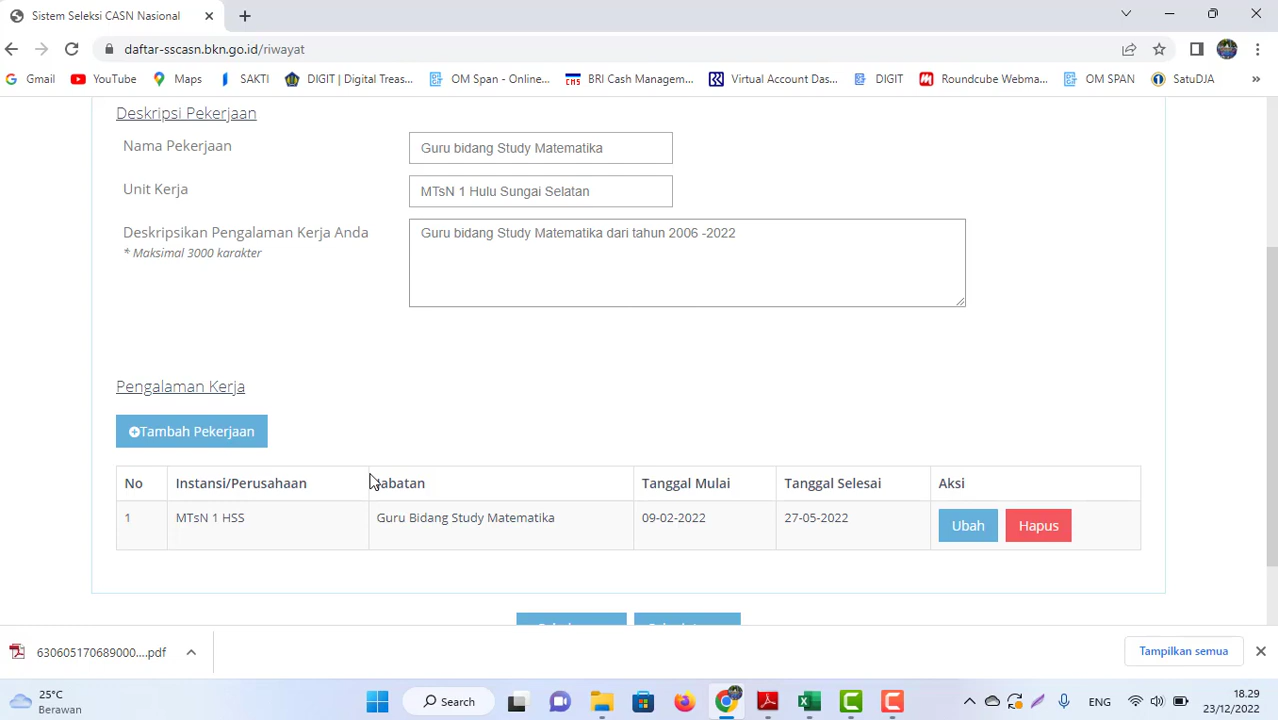 Sistem Seleksi CASN Nasional
daftar-sscasn.bkn.go.id/riwayat
Gmail YouTube Maps SAKTI DIGIT | Digital Treas... OM Span - Online... BRI Cash Managem... Virtual Account Das... DIGIT Roundcube Webma... OM SPAN SatuDJA »
Deskripsi Pekerjaan
Nama Pekerjaan Guru bidang Study Matematika
Unit Kerja MTsN 1 Hulu Sungai Selatan
Deskripsikan Pengalaman Kerja Anda Guru bidang Study Matematika dari tahun 2006 -2022
* Maksimal 3000 karakter
Pengalaman Kerja
Tambah Pekerjaan
No Instansi/Perusahaan Jabatan Tanggal Mulai Tanggal Selesai Aksi
1 MTsN 1 HSS Guru Bidang Study Matematika 09-02-2022 27-05-2022 Ubah Hapus
630605170689000....pdf Tampilkan semua
25°C
Berawan
Search
ENG
18.29
23/12/2022